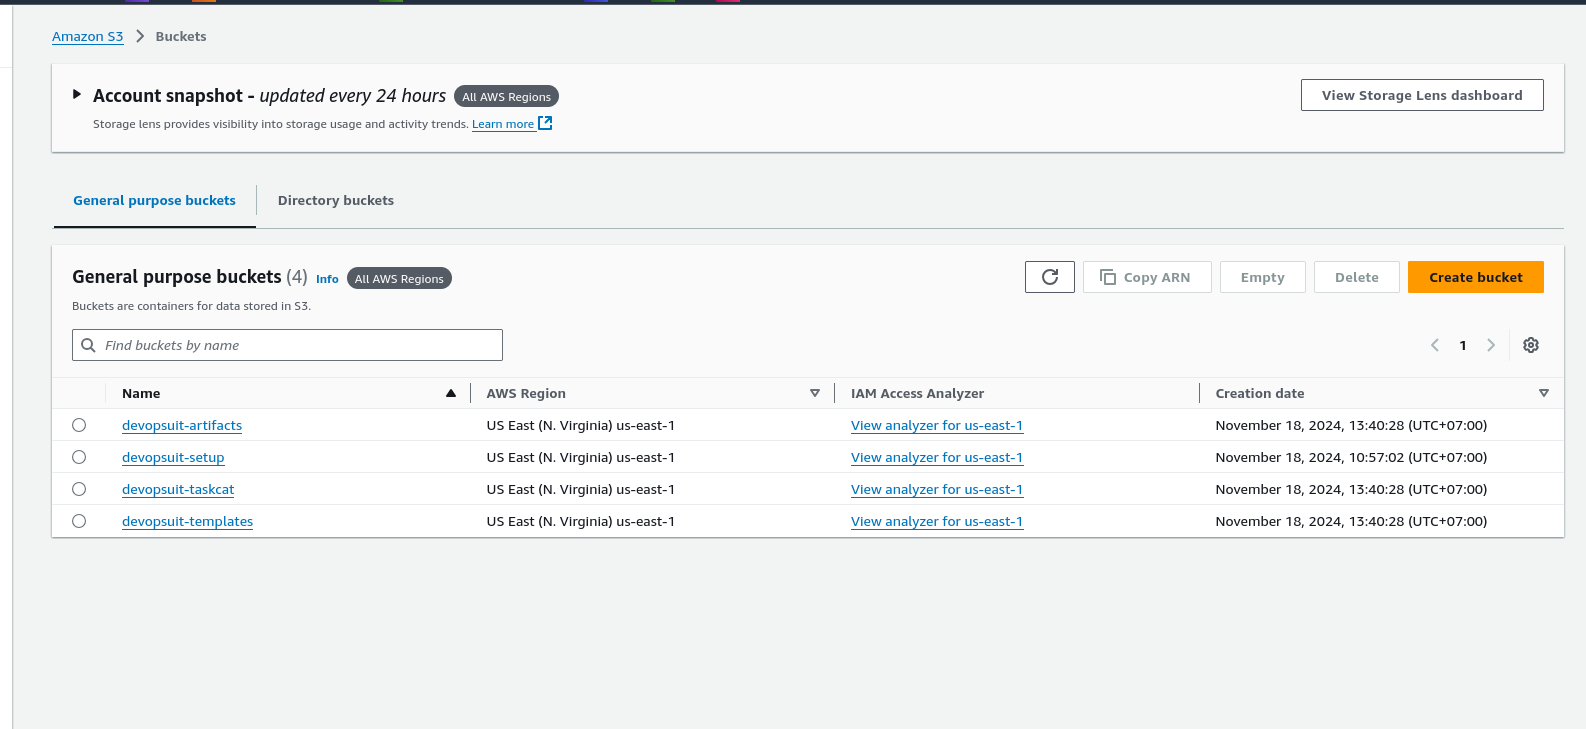 Amazon S3 Buckets
Account snapshot - updated every 24 hours All AWS Regions
View Storage Lens dashboard
Storage lens provides visibility into storage usage and activity trends. Learn more
General purpose buckets Directory buckets
General purpose buckets (4) Info All AWS Regions
Copy ARN Empty Delete Create bucket
Buckets are containers for data stored in S3.
Find buckets by name
1
Name AWS Region IAM Access Analyzer Creation date
devopsuit-artifacts US East (N. Virginia) us-east-1 View analyzer for us-east-1 November 18, 2024, 13:40:28 (UTC+07:00)
devopsuit-setup US East (N. Virginia) us-east-1 View analyzer for us-east-1 November 18, 2024, 10:57:02 (UTC+07:00)
devopsuit-taskcat US East (N. Virginia) us-east-1 View analyzer for us-east-1 November 18, 2024, 13:40:28 (UTC+07:00)
devopsuit-templates US East (N. Virginia) us-east-1 View analyzer for us-east-1 November 18, 2024, 13:40:28 (UTC+07:00)